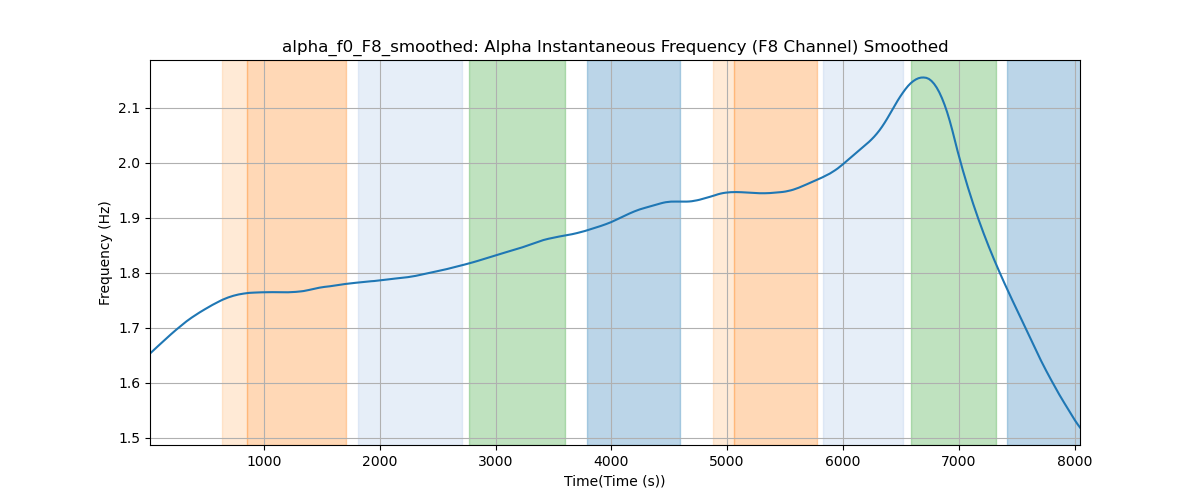 alpha_f0_F8_smoothed: Alpha Instantaneous Frequency (F8 Channel) Smoothed
Frequency (Hz)
2.1
2.0
1.9
1.8
1.7
1.6
1.5
1000 2000 3000 4000 5000 6000 7000 8000
Time(Time (s))